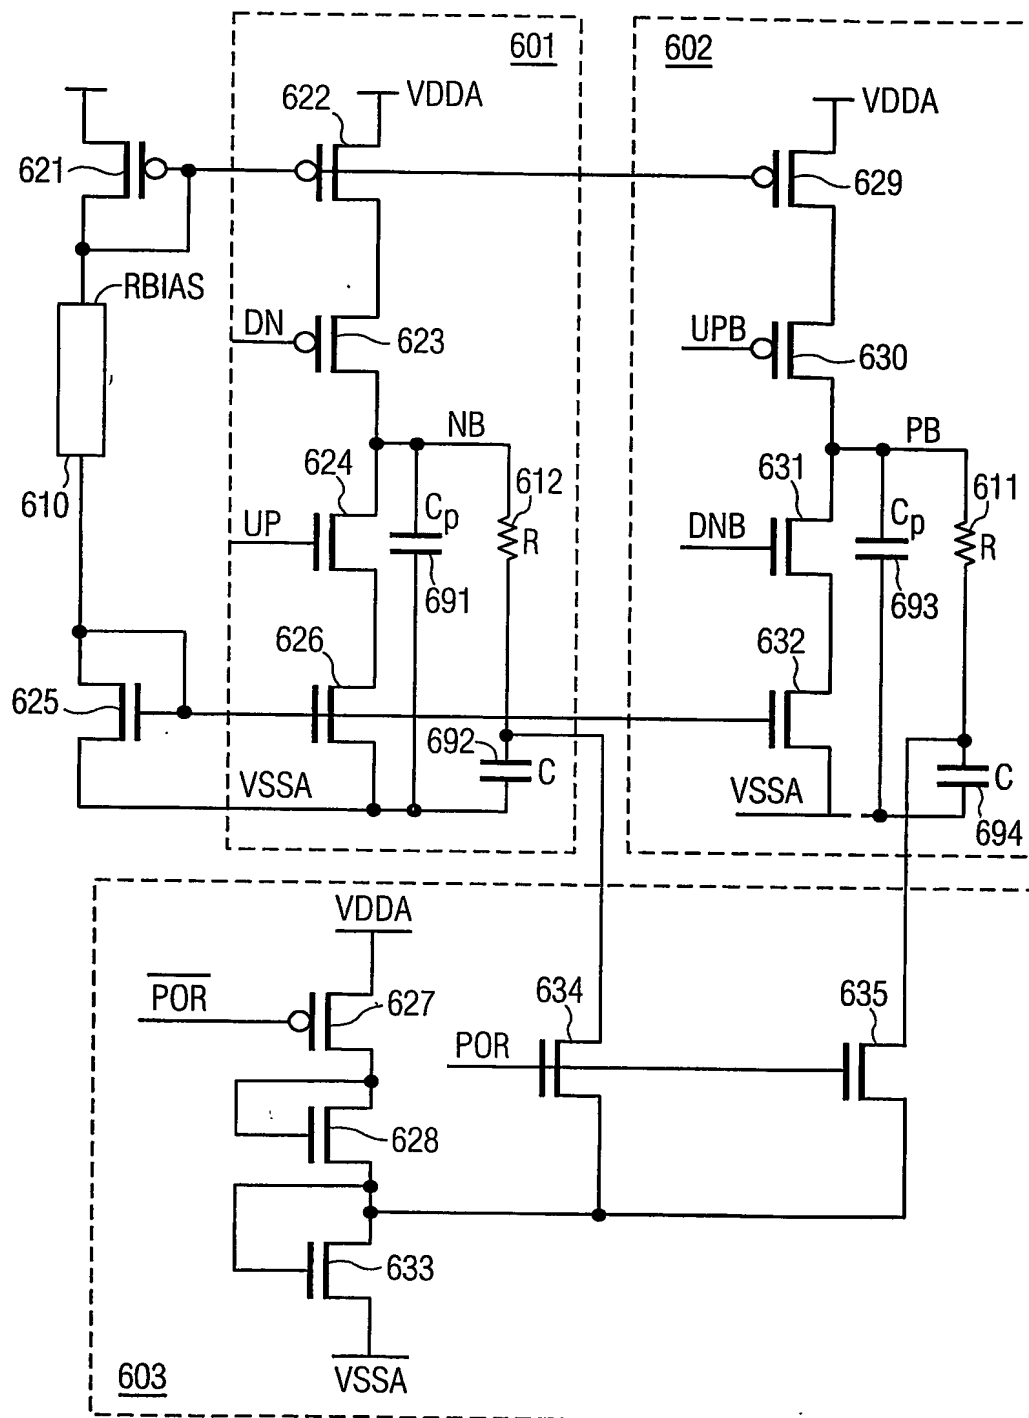 601
602
622
VDDA
VDDA
621
629
RBIAS
DN
623
UPB
630
NB
PB
624
612
631
611
610
UP
Cp
R
DNB
Cp
R
691
693
626
632
625
692
C
VSSA
VSSA
C
694
VDDA
POR
627
634
635
POR
628
633
VSSA
603